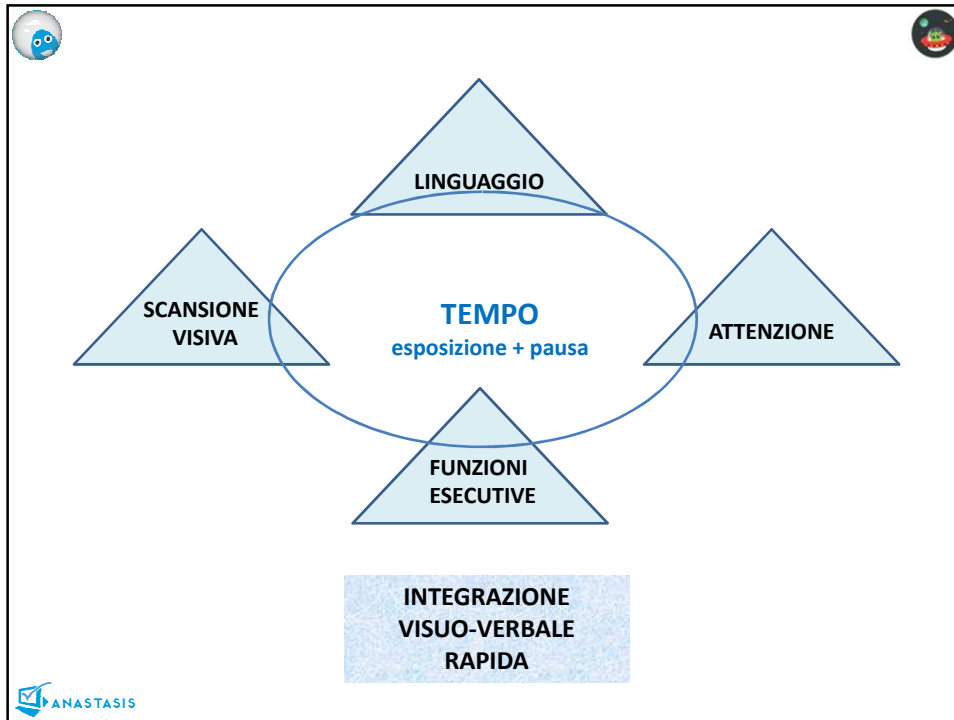 LINGUAGGIO
SCANSIONE
VISIVA
TEMPO
esposizione + pausa
ATTENZIONE
FUNZIONI
ESECUTIVE
INTEGRAZIONE
VISUO-VERBALE
RAPIDA
ANASTASIS